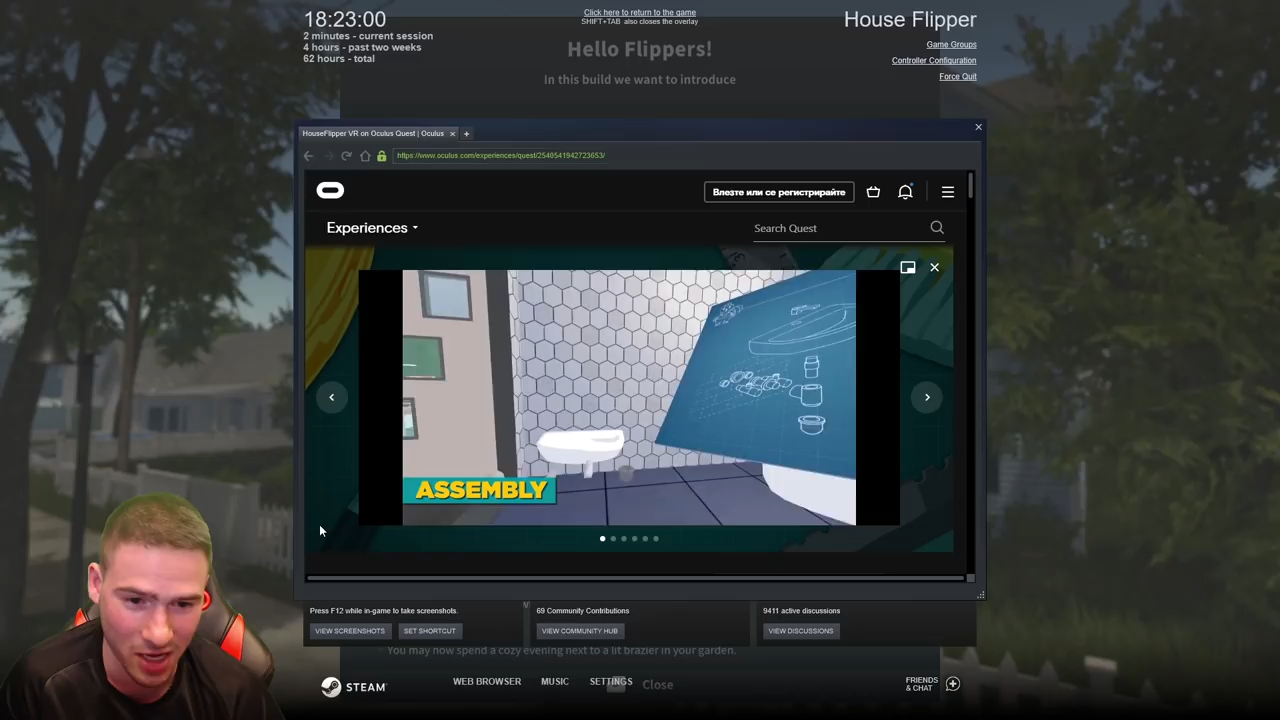 18:23:00
2 minutes - current session
4 hours - past two weeks
62 hours - total
Click here to return to the game
SHIFT+TAB also closes the overlay
House Flipper
Game Groups
Controller Configuration
Force Quit
Hello Flippers!
In this build we want to introduce
HouseFlipper VR on Oculus Quest | Oculus
https://www.oculus.com/experiences/quest/2540541942723653/
Влезте или се регистрирайте
Experiences
Search Quest
ASSEMBLY
Press F12 while in-game to take screenshots.
VIEW SCREENSHOTS
SET SHORTCUT
69 Community Contributions
VIEW COMMUNITY HUB
9411 active discussions
VIEW DISCUSSIONS
You may now spend a cozy evening next to a lit brazier in your garden.
STEAM
WEB BROWSER
MUSIC
SETTINGS
Close
FRIENDS
& CHAT